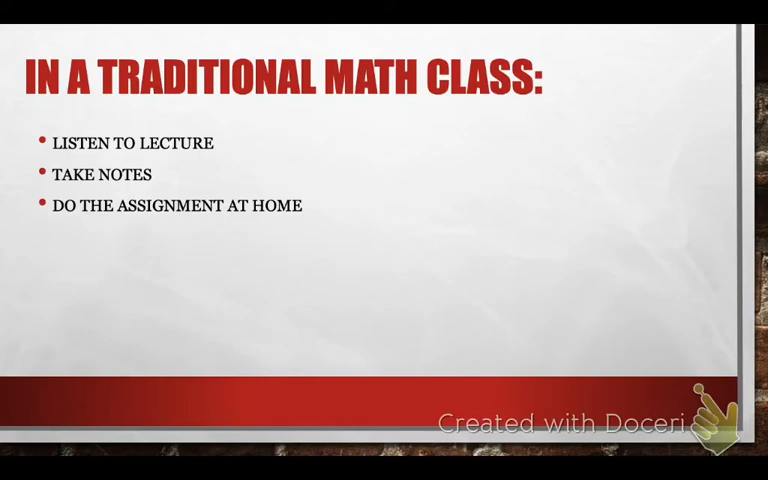 IN A TRADITIONAL MATH CLASS:
LISTEN TO LECTURE
TAKE NOTES
DO THE ASSIGNMENT AT HOME
Created with Doceri